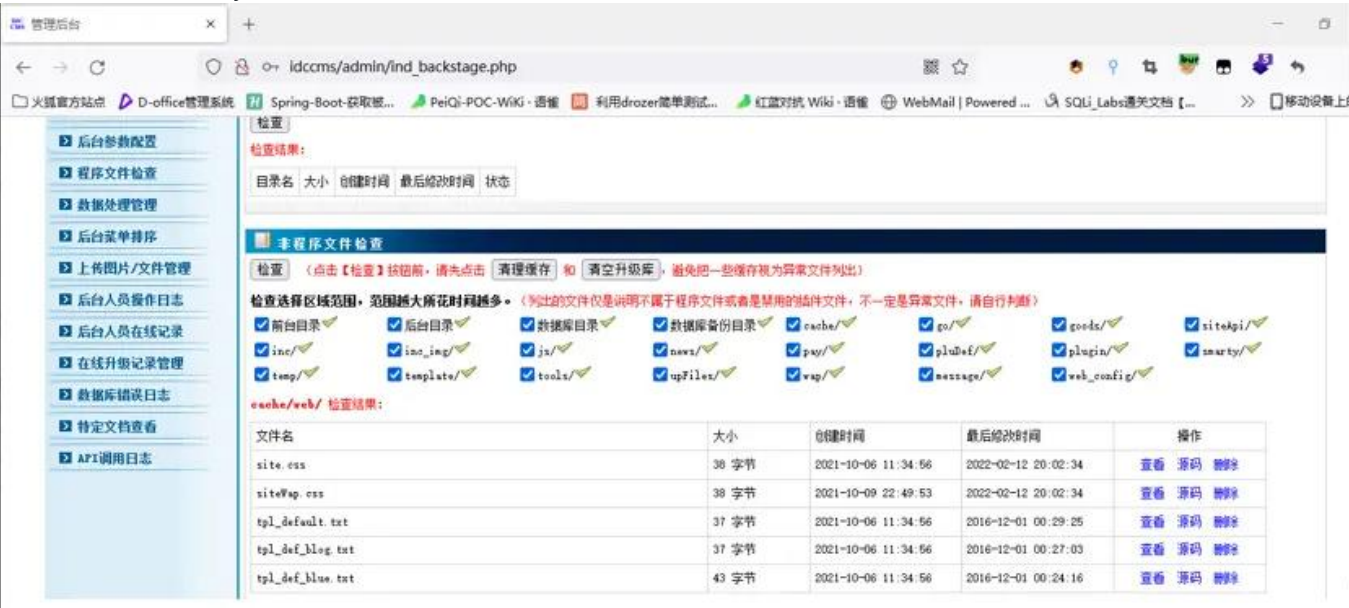 管理后台
idccms/admin/ind_backstage.php
火狐官方站点 D-office管理系统 Spring-Boot-获取被... PeiQi-POC-WiKi · 语雀 利用drozer简单测试... 红蓝对抗 Wiki · 语雀 WebMail | Powered ... SQLi_Labs通关文档【... 移动设备上
后台参数配置
程序文件检查
数据处理管理
后台菜单排序
上传图片/文件管理
后台人员操作日志
后台人员在线记录
在线升级记录管理
数据库错误日志
特定文档查看
API调用日志
检查
检查结果：
目录名 大小 创建时间 最后修改时间 状态
非程序文件检查
检查 （点击【检查】按钮前，请先点击 清理缓存 和 清空升级库，避免把一些缓存视为异常文件列出）
检查选择区域范围，范围越大所花时间越多。（列出的文件仅是说明不属于程序文件或者是禁用的插件文件，不一定是异常文件，请自行判断）
前台目录 后台目录 数据库目录 数据库备份目录 cache/ go/ goods/ siteApi/
inc/ inc_img/ js/ news/ pay/ pluDef/ plugin/ smarty/
temp/ template/ tools/ upFiles/ wap/ message/ web_config/
cache/web/ 检查结果：
文件名 大小 创建时间 最后修改时间 操作
site.css 38 字节 2021-10-06 11:34:56 2022-02-12 20:02:34 查看 源码 删除
siteWap.css 38 字节 2021-10-09 22:49:53 2022-02-12 20:02:34 查看 源码 删除
tpl_default.txt 37 字节 2021-10-06 11:34:56 2016-12-01 00:29:25 查看 源码 删除
tpl_def_blog.txt 37 字节 2021-10-06 11:34:56 2016-12-01 00:27:03 查看 源码 删除
tpl_def_blue.txt 43 字节 2021-10-06 11:34:56 2016-12-01 00:24:16 查看 源码 删除